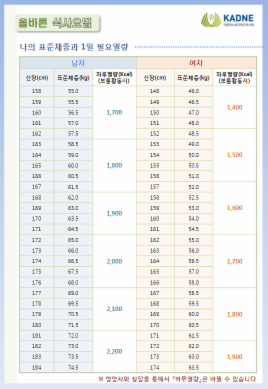 올바른 식사요법
KADNE
나의 표준체중과 1일 필요열량
남자 여자
신장(cm) 표준체중(kg) 하루열량(Kcal) (보통활동시) 신장(cm) 표준체중(kg) 하루열량(Kcal) (보통활동시)
158 55.0 148 46.0
159 55.5 149 46.5
160 56.5 1,700 150 47.0 1,400
161 57.0 151 48.0
162 57.5 152 48.5
163 58.5 153 49.5
164 59.0 154 50.0 1,500
165 60.0 1,800 155 50.5
166 60.5 156 51.0
167 61.5 157 52.0
168 62.0 158 52.5
169 63.0 1,900 159 53.0 1,600
170 63.5 160 54.0
171 64.5 161 54.5
172 65.0 162 55.0
173 66.0 163 56.0
174 66.5 2,000 164 56.5 1,700
175 67.5 165 57.0
176 68.0 166 58.0
177 69.0 167 58.5
178 69.5 2,100 168 59.5
179 70.5 169 60.0 1,800
180 71.5 170 60.5
181 72.0 171 61.5
182 73.0 2,200 172 62.0
183 73.5 173 63.0 1,900
184 74.5 174 63.5
※ 영양사와 상담을 통해서 『하루열량』은 바뀔 수 있습니다